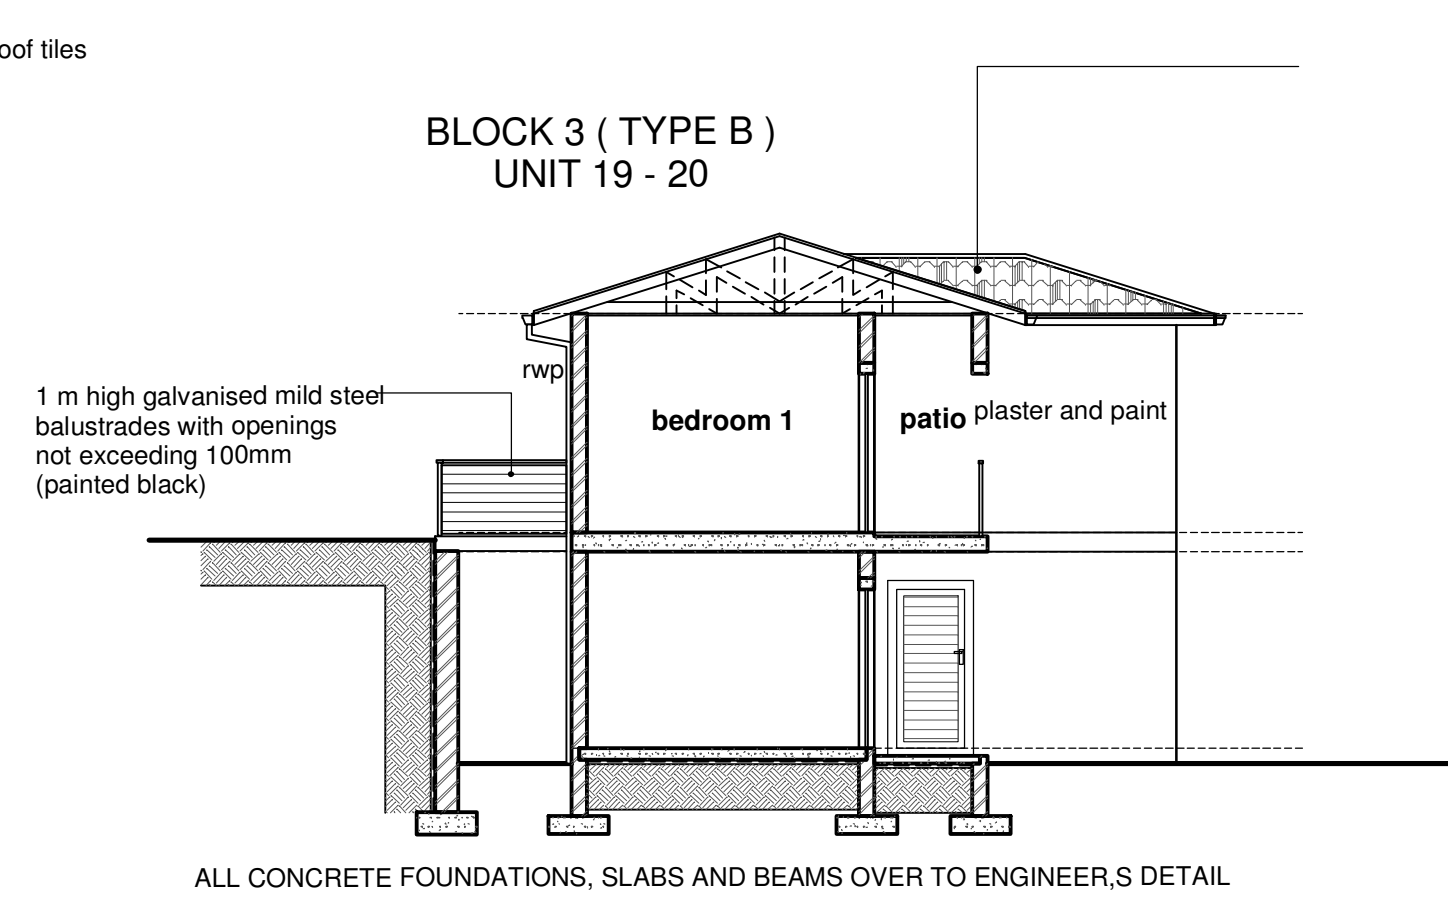 oof tiles
BLOCK 3 ( TYPE B )
UNIT 19 - 20
rwp
1 m high galvanised mild steel
balustrades with openings
not exceeding 100mm
(painted black)
bedroom 1
patio
plaster and paint
ALL CONCRETE FOUNDATIONS, SLABS AND BEAMS OVER TO ENGINEER,S DETAIL